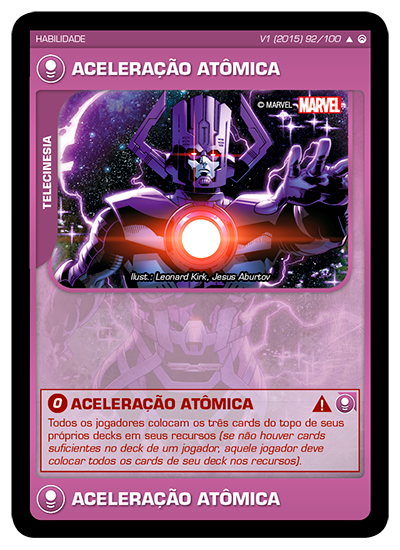 HABILIDADE
V1 (2015) 92/100
ACELERAÇÃO ATÔMICA
© MARVEL MARVEL
TELECINESIA
Ilust.: Leonard Kirk, Jesus Aburtov
0 ACELERAÇÃO ATÔMICA
Todos os jogadores colocam os três cards do topo de seus
próprios decks em seus recursos (se não houver cards
suficientes no deck de um jogador, aquele jogador deve
colocar todos os cards de seu deck nos recursos).
ACELERAÇÃO ATÔMICA